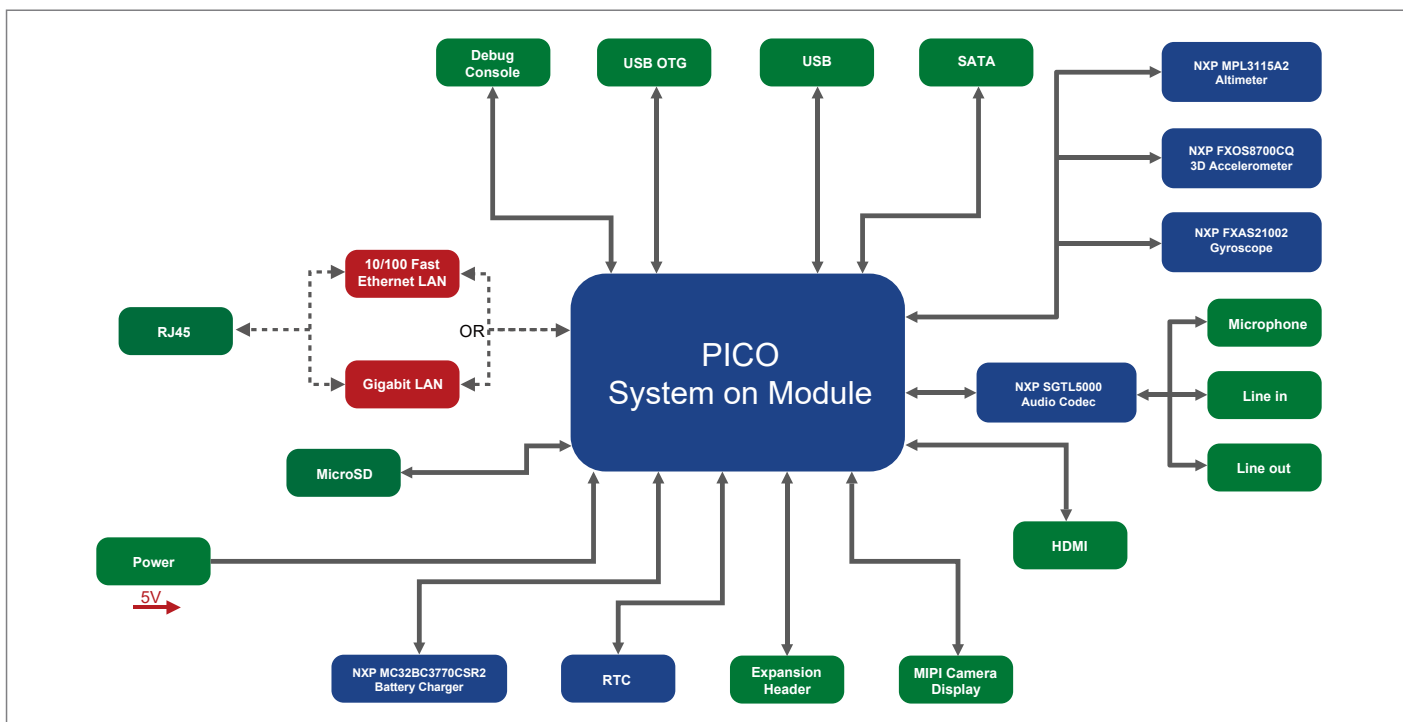 Debug
Console
USB OTG
USB
SATA
NXP MPL3115A2
Altimeter
NXP FXOS8700CQ
3D Accelerometer
NXP FXAS21002
Gyroscope
10/100 Fast
Ethernet LAN
RJ45
OR
Gigabit LAN
PICO
System on Module
NXP SGTL5000
Audio Codec
Microphone
Line in
Line out
MicroSD
HDMI
Power
5V
NXP MC32BC3770CSR2
Battery Charger
RTC
Expansion
Header
MIPI Camera
Display